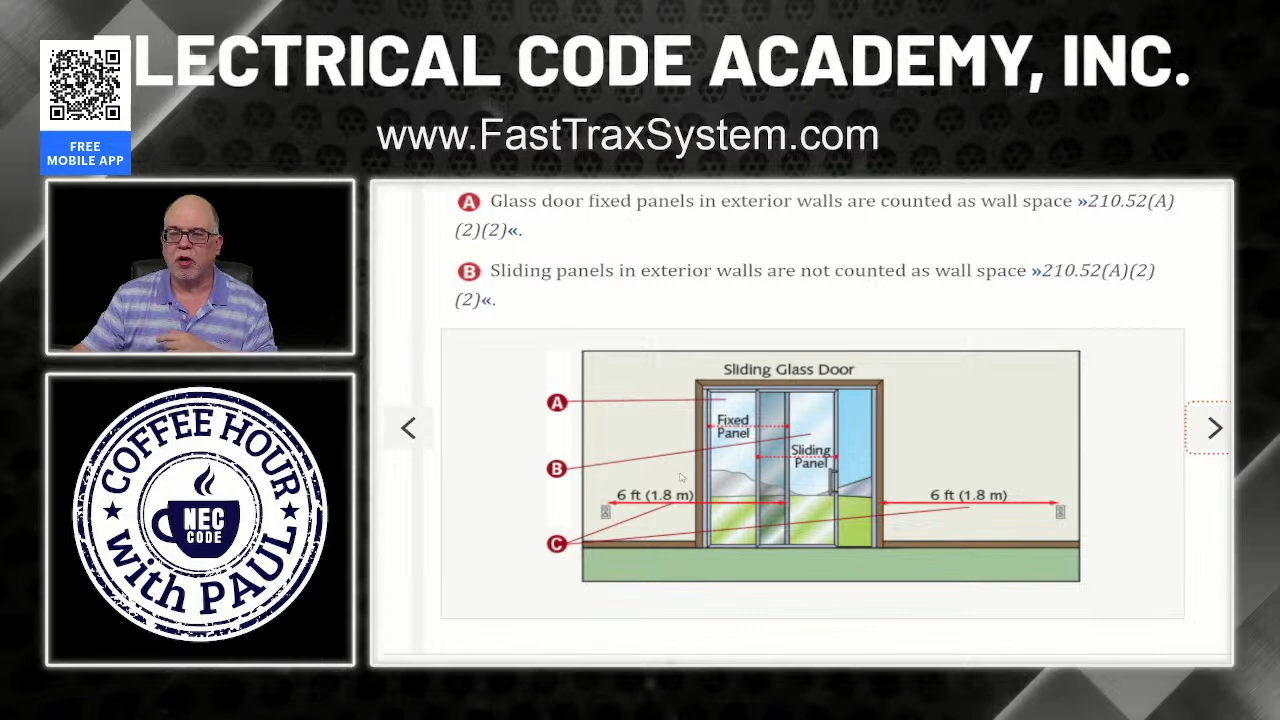 ELECTRICAL CODE ACADEMY, INC.
www.FastTraxSystem.com
FREE
MOBILE APP
A Glass door fixed panels in exterior walls are counted as wall space »210.52(A)
(2)(2)«.
B Sliding panels in exterior walls are not counted as wall space »210.52(A)(2)
(2)«.
Sliding Glass Door
A
Fixed
Panel
B
Sliding
Panel
6 ft (1.8 m)
6 ft (1.8 m)
C
COFFEE HOUR
NEC
CODE
with PAUL